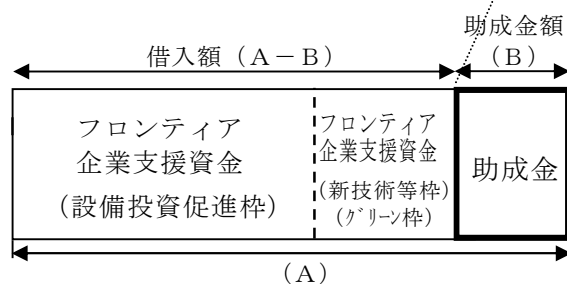 助成金額
借入額（Ａ－Ｂ）
（Ｂ）
フロンティア
企業支援資金
（設備投資促進枠）
フロンティア
企業支援資金
（新技術等枠）
（ｸﾞﾘｰﾝ枠）
助成金
（Ａ）